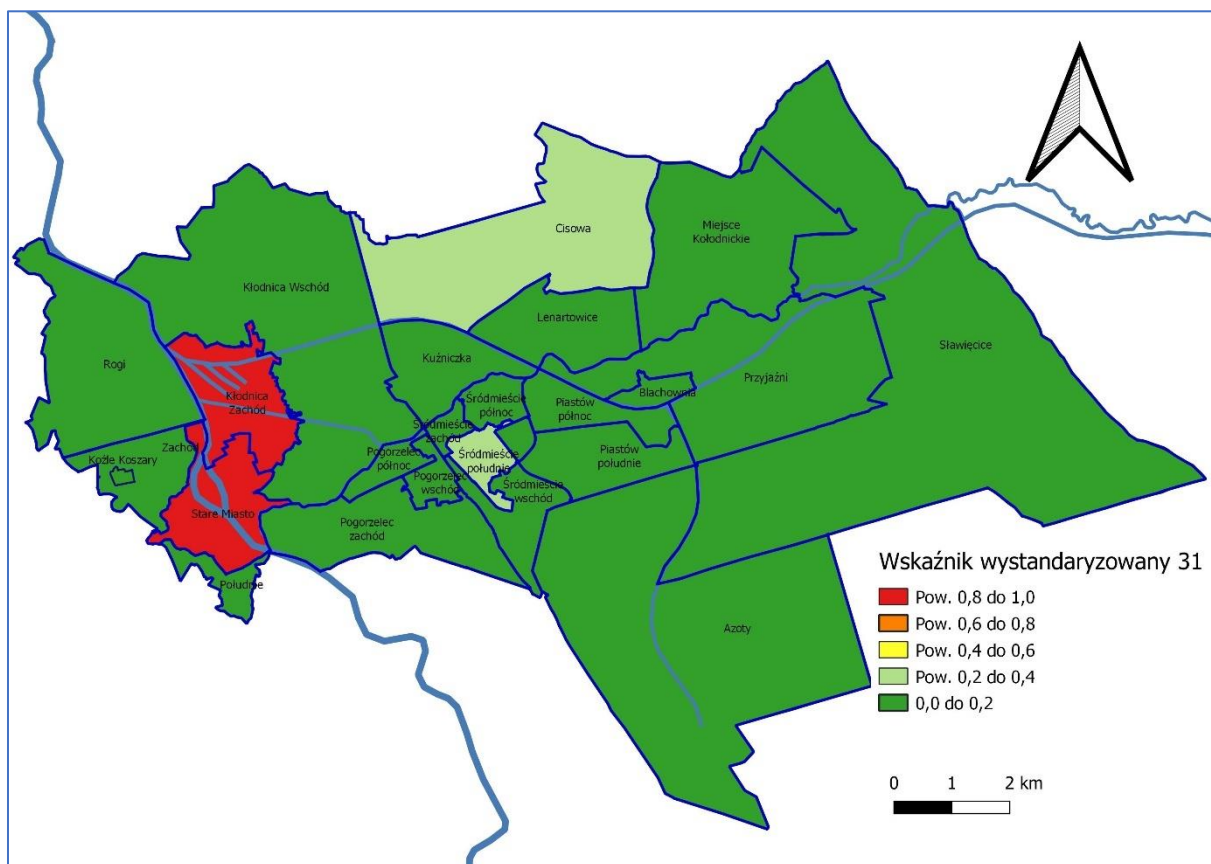 Cisowa
Miejsce
Kołodnickie
Kłodnica Wschód
Lenartowice
Sławięcice
Rogi
Kuźniczka
Przyjaźni
Blachownia
Kłodnica
Zachód
Śródmieście
północ
Piastów
północ
Śródmieście
zachód
Zachód
Koźle Koszary
Pogorzelec
północ
Śródmieście
południe
Piastów
południe
Pogorzelec
wschód
Śródmieście
wschód
Stare Miasto
Pogorzelec
zachód
Południe
Azoty
Wskaźnik wystandaryzowany 31
Pow. 0,8 do 1,0
Pow. 0,6 do 0,8
Pow. 0,4 do 0,6
Pow. 0,2 do 0,4
0,0 do 0,2
0 1 2 km